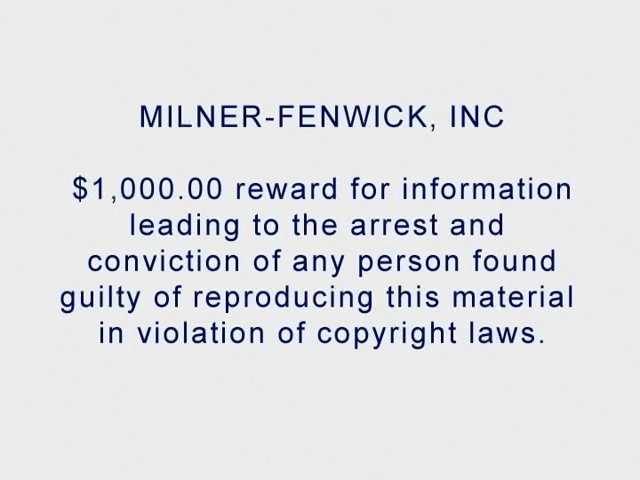 MILNER-FENWICK, INC
$1,000.00 reward for information
leading to the arrest and
conviction of any person found
guilty of reproducing this material
in violation of copyright laws.